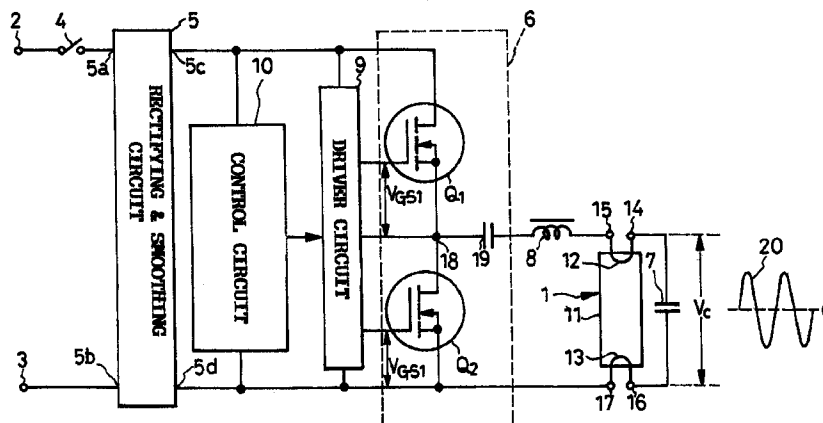 2
4
5
6
5a
5c
10
9
RECTIFYING & SMOOTHING
CIRCUIT
CONTROL CIRCUIT
DRIVER CIRCUIT
VGS1
Q1
18
19
8
15
14
12
7
1
11
13
Vc
20
VGS1
Q2
3
5b
5d
17
16